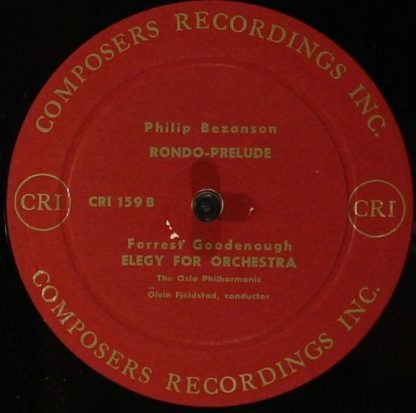 COMPOSERS RECORDINGS INC.
Philip Bezanson
RONDO-PRELUDE
CRI
CRI 159 B
CRI
Forrest Goodenough
ELEGY FOR ORCHESTRA
The Oslo Philharmonic
Öivin Fjeldstad, conductor
COMPOSERS RECORDINGS INC.